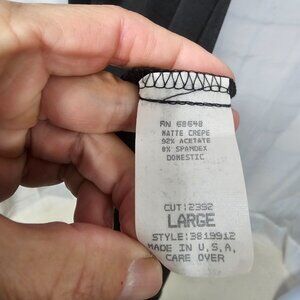 RN 68648
MATTE CREPE
92% ACETATE
8% SPANDEX
DOMESTIC
CUT:2392
LARGE
STYLE:3819912
MADE IN U.S.A.
CARE OVER